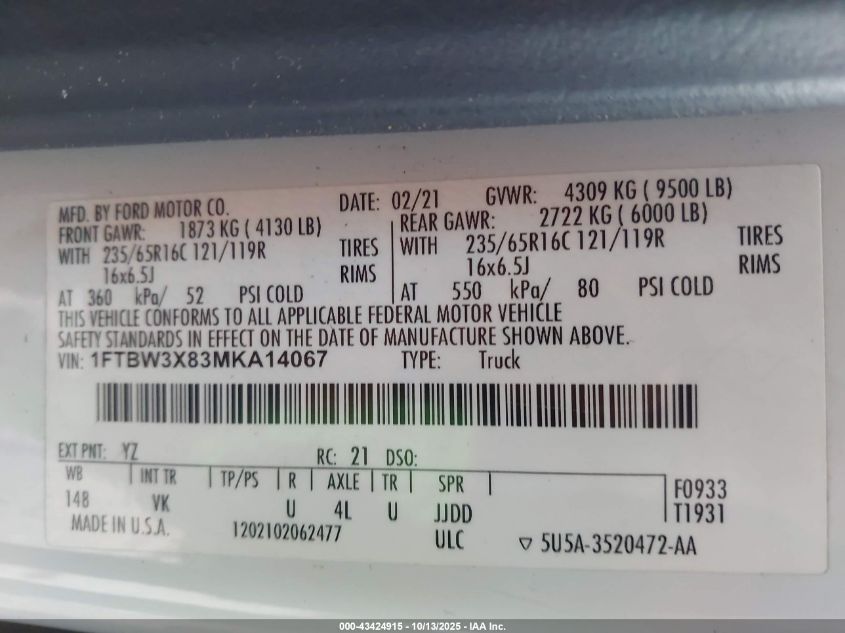 MFD. BY FORD MOTOR CO. DATE: 02/21 GVWR: 4309 KG ( 9500 LB)
FRONT GAWR: 1873 KG ( 4130 LB) REAR GAWR: 2722 KG ( 6000 LB)
WITH 235/65R16C 121/119R TIRES WITH 235/65R16C 121/119R TIRES
16x6.5J RIMS 16x6.5J RIMS
AT 360 kPa/ 52 PSI COLD AT 550 kPa/ 80 PSI COLD
THIS VEHICLE CONFORMS TO ALL APPLICABLE FEDERAL MOTOR VEHICLE
SAFETY STANDARDS IN EFFECT ON THE DATE OF MANUFACTURE SHOWN ABOVE.
VIN: 1FTBW3X83MKA14067 TYPE: Truck
EXT PNT: YZ RC: 21 DSO:
WB INT TR TP/PS R AXLE TR SPR F0933
148 VK U 4L U JJDD T1931
MADE IN U.S.A. 1202102062477 ULC ▽ 5U5A-3520472-AA
000-43424915 - 10/13/2025 - IAA Inc.